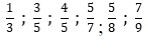 1/3 ; 3/5 ; 4/5 ; 5/7 ; 5/8 ; 7/9